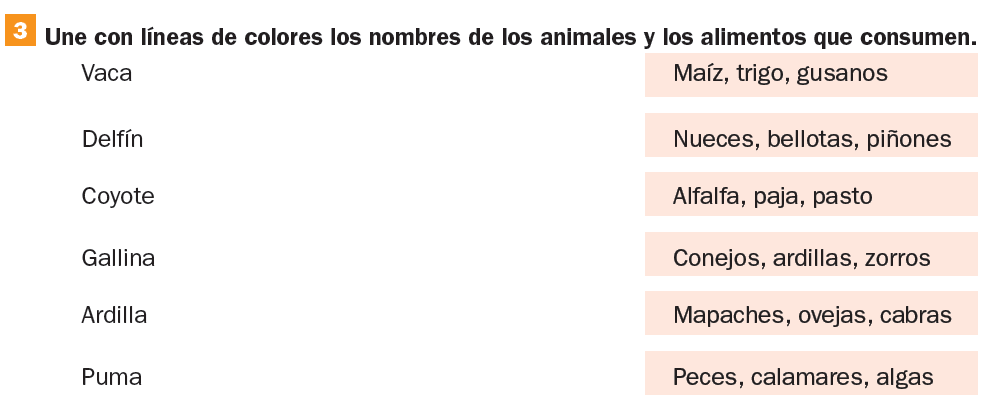 3 Une con líneas de colores los nombres de los animales y los alimentos que consumen.
Vaca Maíz, trigo, gusanos
Delfín Nueces, bellotas, piñones
Coyote Alfalfa, paja, pasto
Gallina Conejos, ardillas, zorros
Ardilla Mapaches, ovejas, cabras
Puma Peces, calamares, algas